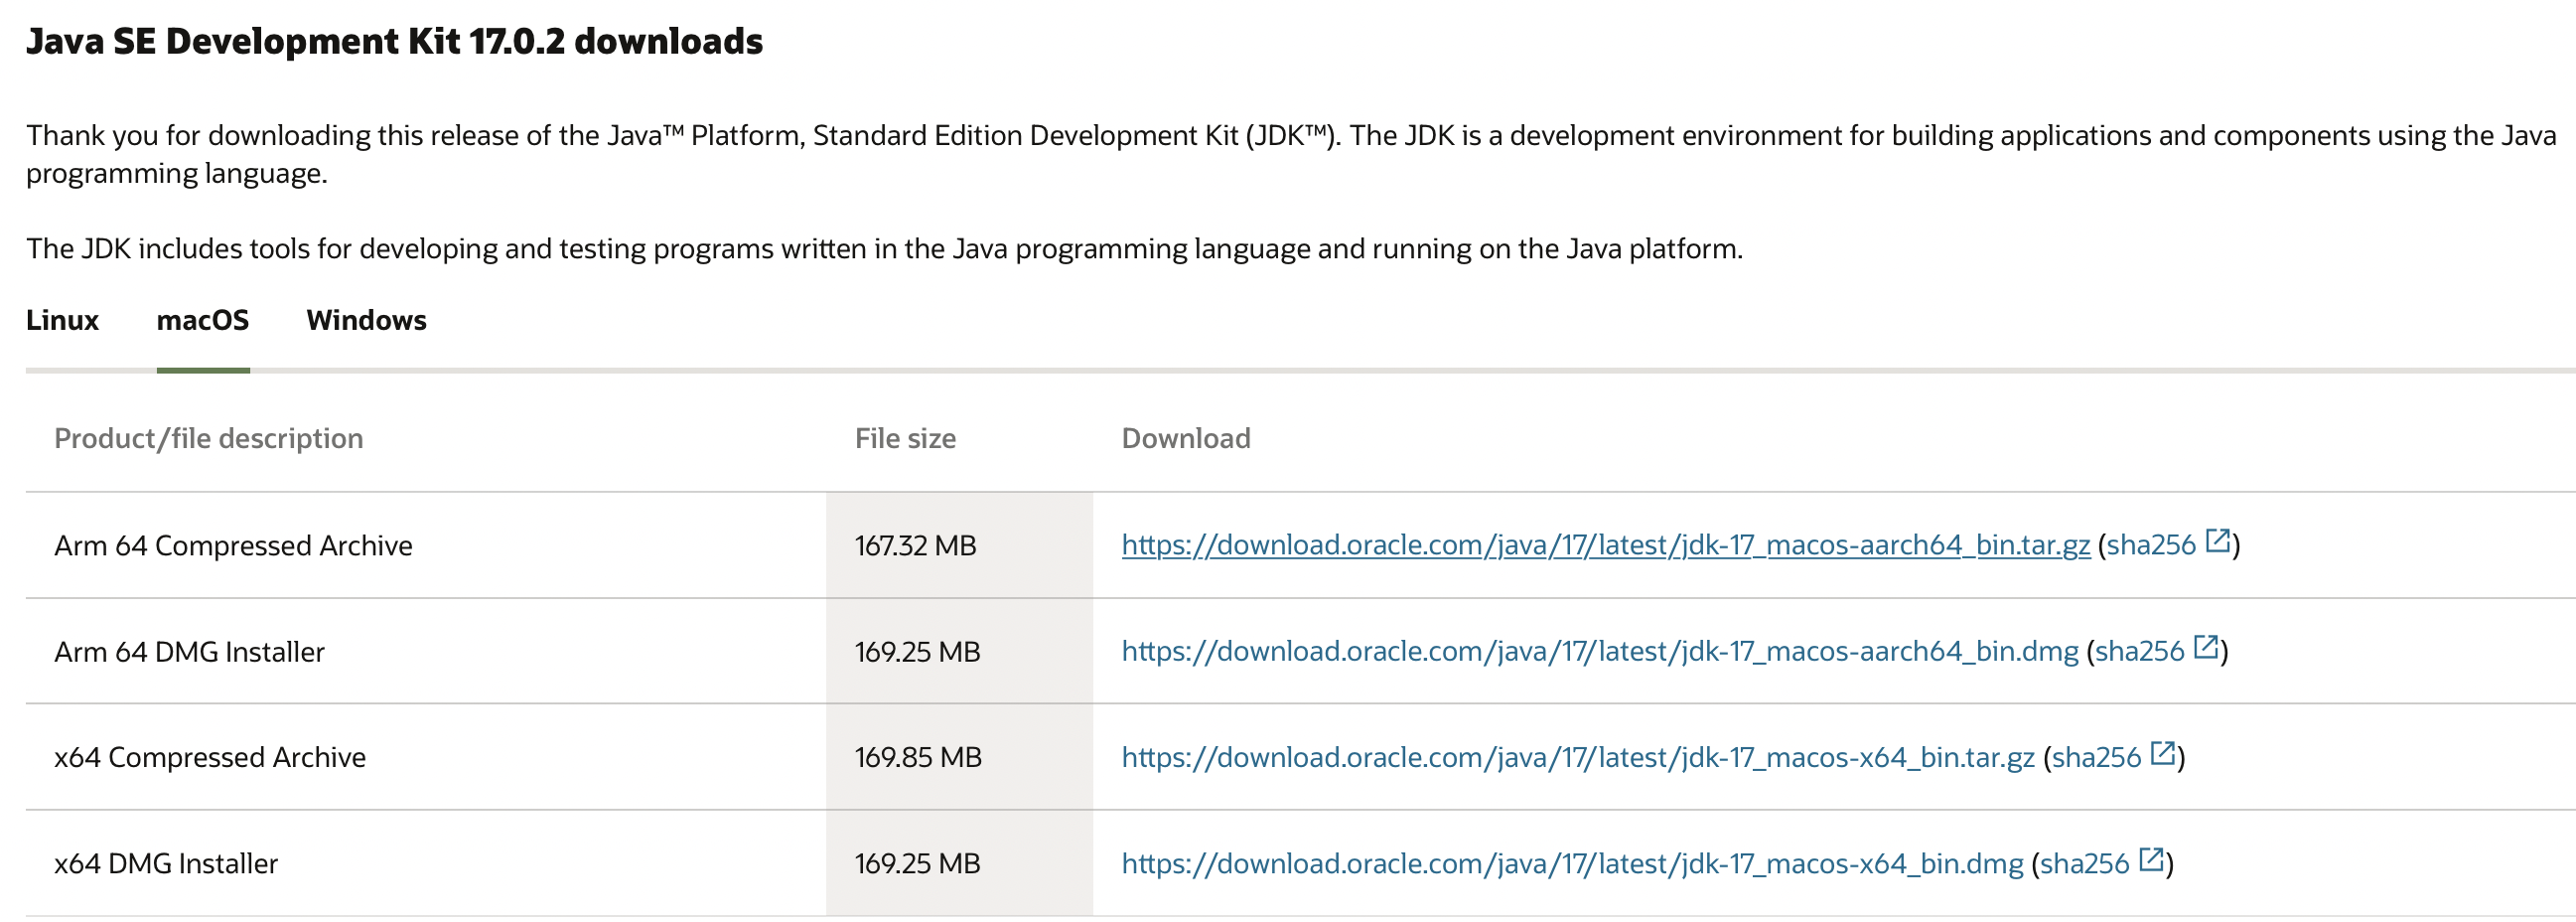 Java SE Development Kit 17.0.2 downloads
Thank you for downloading this release of the Java™ Platform, Standard Edition Development Kit (JDK™). The JDK is a development environment for building applications and components using the Java
programming language.
The JDK includes tools for developing and testing programs written in the Java programming language and running on the Java platform.
Linux macOS Windows
Product/file description File size Download
Arm 64 Compressed Archive 167.32 MB https://download.oracle.com/java/17/latest/jdk-17_macos-aarch64_bin.tar.gz (sha256)
Arm 64 DMG Installer 169.25 MB https://download.oracle.com/java/17/latest/jdk-17_macos-aarch64_bin.dmg (sha256)
x64 Compressed Archive 169.85 MB https://download.oracle.com/java/17/latest/jdk-17_macos-x64_bin.tar.gz (sha256)
x64 DMG Installer 169.25 MB https://download.oracle.com/java/17/latest/jdk-17_macos-x64_bin.dmg (sha256)